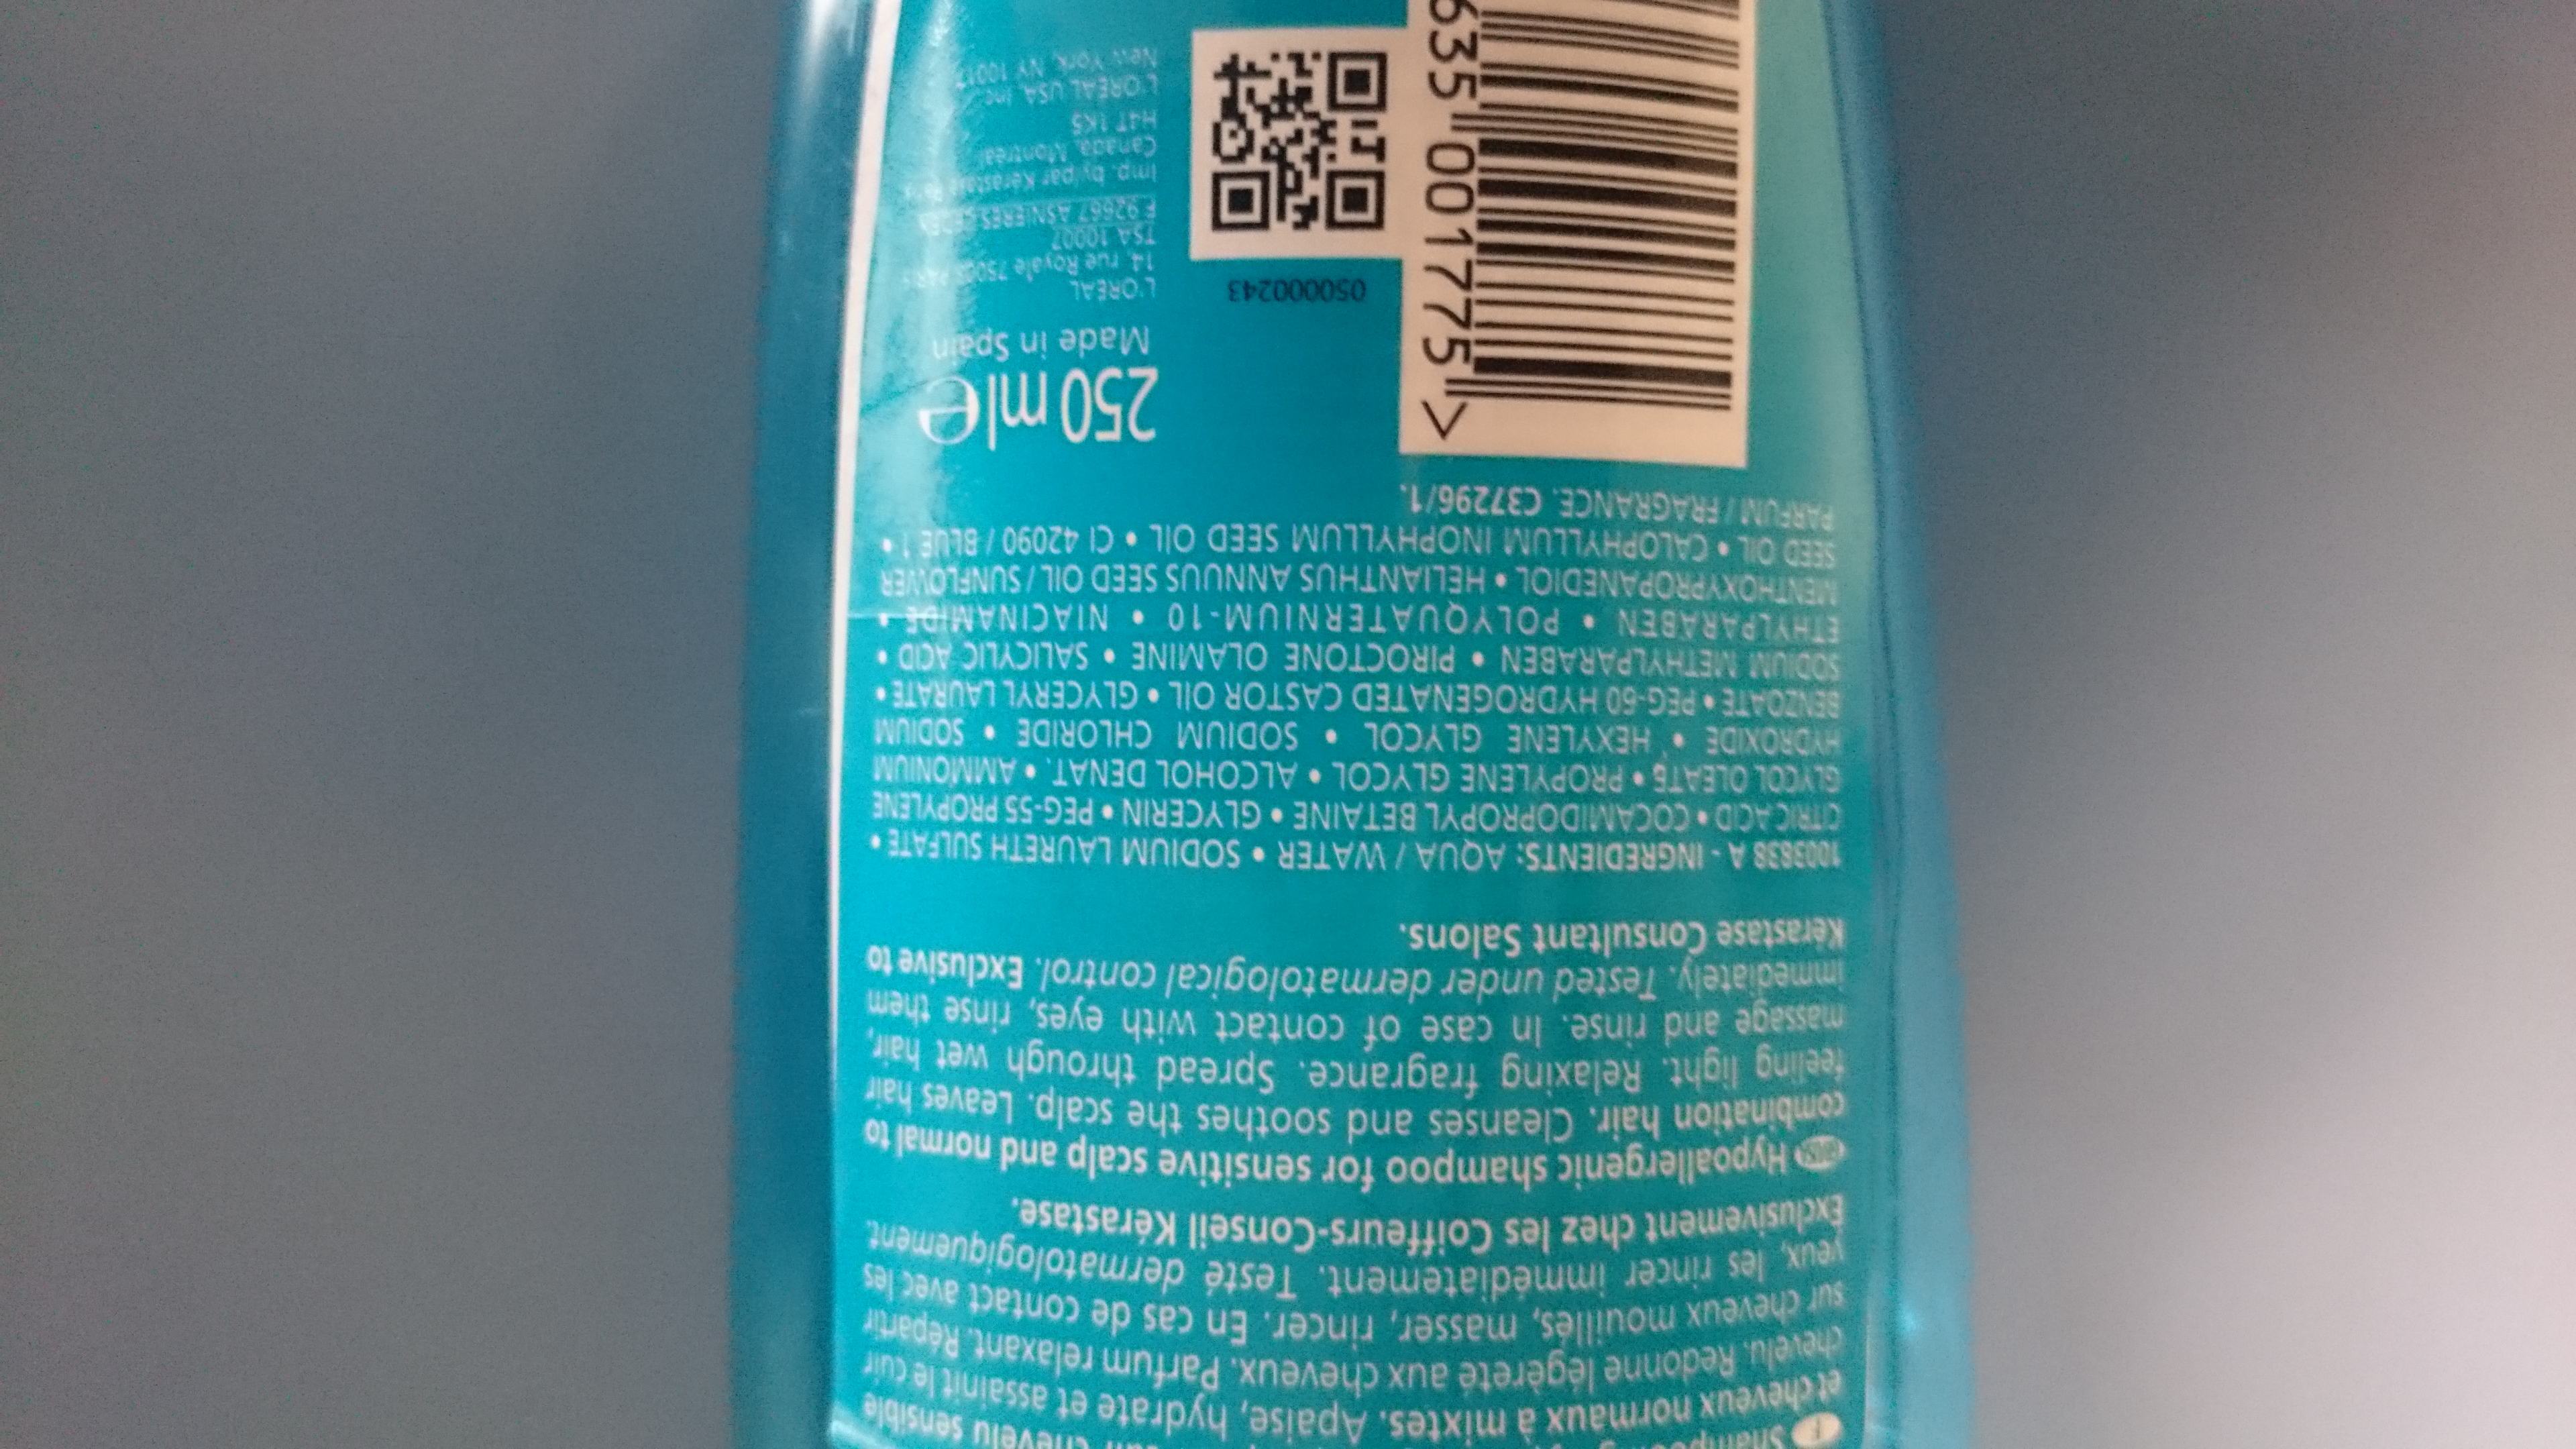 cuir chevelu sensible
et cheveux normaux à mixtes. Apaise, hydrate et assainit le cuir
chevelu. Redonne légèreté aux cheveux. Parfum relaxant. Répartir
sur cheveux mouillés, masser, rincer. En cas de contact avec les
yeux, les rincer immédiatement. Testé dermatologiquement.
Exclusivement chez les Coiffeurs-Conseil Kérastase.
Hypoallergenic shampoo for sensitive scalp and normal to
combination hair. Cleanses and soothes the scalp. Leaves hair
feeling light. Relaxing fragrance. Spread through wet hair,
massage and rinse. In case of contact with eyes, rinse them
immediately. Tested under dermatological control. Exclusive to
Kérastase Consultant Salons.
1003838 A - INGREDIENTS: AQUA / WATER • SODIUM LAURETH SULFATE •
CITRIC ACID • COCAMIDOPROPYL BETAINE • GLYCERIN • PEG-55 PROPYLENE
GLYCOL OLEATE • PROPYLENE GLYCOL • ALCOHOL DENAT. • AMMONIUM
HYDROXIDE • HEXYLENE GLYCOL • SODIUM CHLORIDE • SODIUM
BENZOATE • PEG-60 HYDROGENATED CASTOR OIL • GLYCERYL LAURATE •
SODIUM METHYLPARABEN • PIROCTONE OLAMINE • SALICYLIC ACID •
ETHYLPARABEN • POLYQUATERNIUM-10 • NIACINAMIDE •
MENTHOXYPROPANEDIOL • HELIANTHUS ANNUUS SEED OIL / SUNFLOWER
SEED OIL • CALOPHYLLUM INOPHYLLUM SEED OIL • CI 42090 / BLUE 1 •
PARFUM / FRAGRANCE. C37296/1.
250 ml e
Made in Spain
L'ORÉAL
14, rue Royale 75008 PARIS
TSA 10007
F 92667 ASNIERES CEDEX
Imp. by/par Kérastase Paris
Canada, Montréal
H4T 1K5
L'ORÉAL USA, Inc.
New York, NY 10017
050000243
635 001775 >